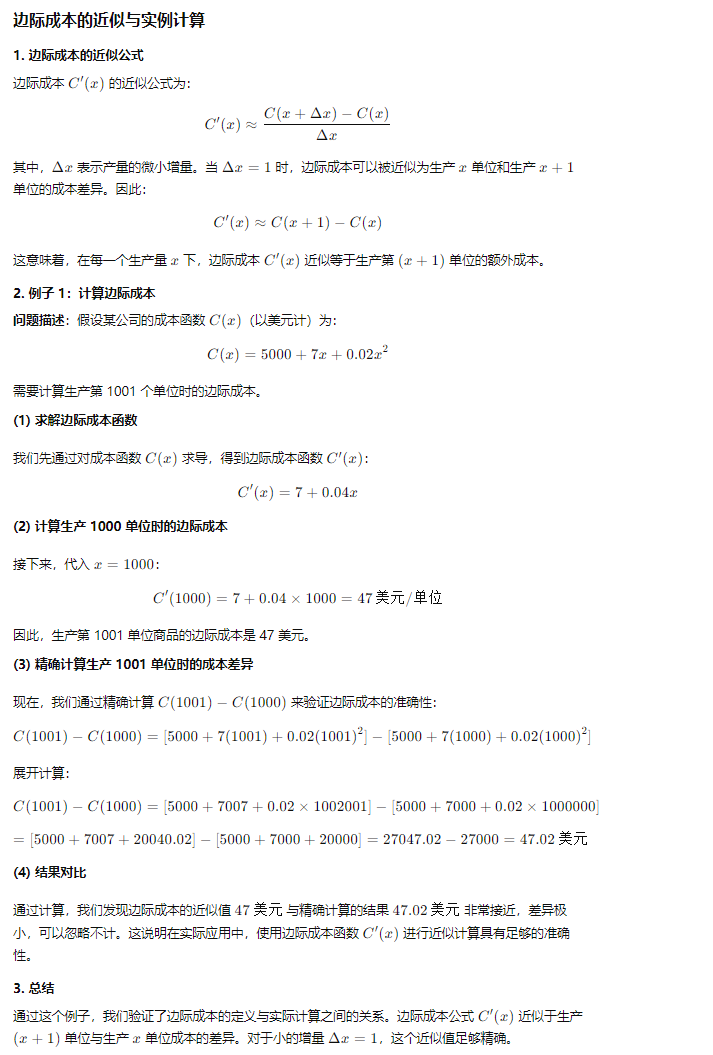 边际成本的近似与实例计算
1. 边际成本的近似公式
边际成本 C′(x) 的近似公式为：
C′(x) ≈ \frac{C(x + Δx) − C(x)}{Δx}
其中，Δx 表示产量的微小增量。当 Δx = 1 时，边际成本可以被近似为生产 x 单位和生产 x + 1
单位的成本差异。因此：
C′(x) ≈ C(x + 1) − C(x)
这意味着，在每一个生产量 x 下，边际成本 C′(x) 近似等于生产第 (x + 1) 单位的额外成本。
2. 例子 1：计算边际成本
问题描述：假设某公司的成本函数 C(x)（以美元计）为：
C(x) = 5000 + 7x + 0.02x²
需要计算生产第 1001 个单位时的边际成本。
(1) 求解边际成本函数
我们先通过对成本函数 C(x) 求导，得到边际成本函数 C′(x)：
C′(x) = 7 + 0.04x
(2) 计算生产 1000 单位时的边际成本
接下来，代入 x = 1000：
C′(1000) = 7 + 0.04 × 1000 = 47 美元/单位
因此，生产第 1001 单位商品的边际成本是 47 美元。
(3) 精确计算生产 1001 单位时的成本差异
现在，我们通过精确计算 C(1001) − C(1000) 来验证边际成本的准确性：
C(1001) − C(1000) = [5000 + 7(1001) + 0.02(1001)²] − [5000 + 7(1000) + 0.02(1000)²]
展开计算：
C(1001) − C(1000) = [5000 + 7007 + 0.02 × 1002001] − [5000 + 7000 + 0.02 × 1000000]
= [5000 + 7007 + 20040.02] − [5000 + 7000 + 20000] = 27047.02 − 27000 = 47.02 美元
(4) 结果对比
通过计算，我们发现边际成本的近似值 47 美元 与精确计算的结果 47.02 美元 非常接近，差异极
小，可以忽略不计。这说明在实际应用中，使用边际成本函数 C′(x) 进行近似计算具有足够的准确
性。
3. 总结
通过这个例子，我们验证了边际成本的定义与实际计算之间的关系。边际成本公式 C′(x) 近似于生产
(x + 1) 单位与生产 x 单位成本的差异。对于小的增量 Δx = 1，这个近似值足够精确。